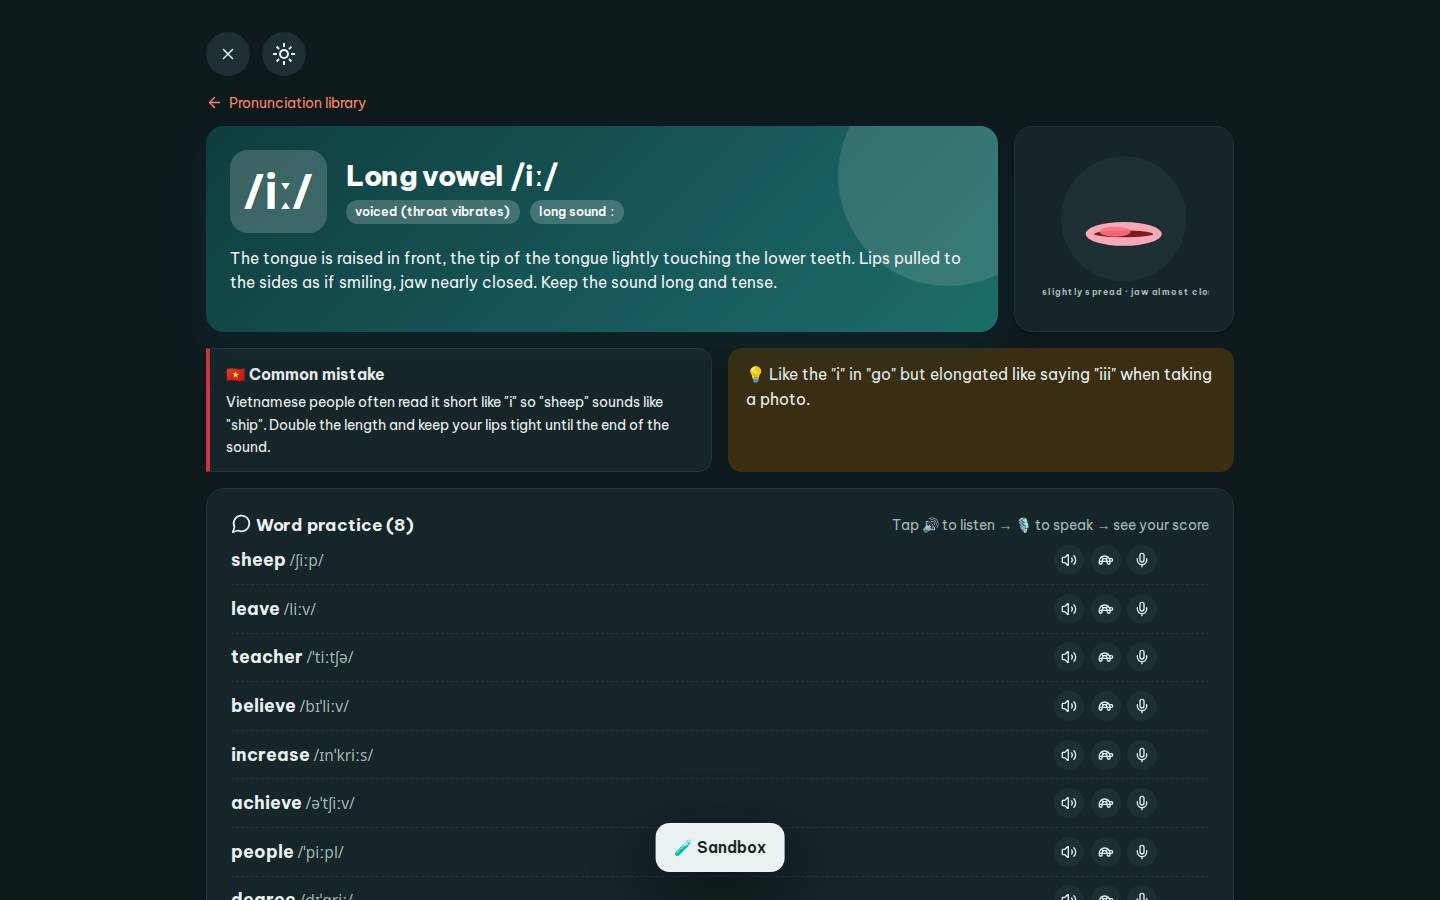 ← Pronunciation library
/iː/
Long vowel /iː/
voiced (throat vibrates)
long sound :
The tongue is raised in front, the tip of the tongue lightly touching the lower teeth. Lips pulled to
the sides as if smiling, jaw nearly closed. Keep the sound long and tense.
slightly spread · jaw almost clo
🇻🇳 Common mistake
Vietnamese people often read it short like "i" so "sheep" sounds like
"ship". Double the length and keep your lips tight until the end of the
sound.
💡 Like the "i" in "go" but elongated like saying "iii" when taking
a photo.
Word practice (8)
Tap 🔊 to listen → 🎙️ to speak → see your score
sheep /ʃiːp/
leave /liːv/
teacher /ˈtiːtʃə/
believe /bɪˈliːv/
increase /ɪnˈkriːs/
achieve /əˈtʃiːv/
people /ˈpiːpl/
🧪 Sandbox
degree /dɪˈɡriː/